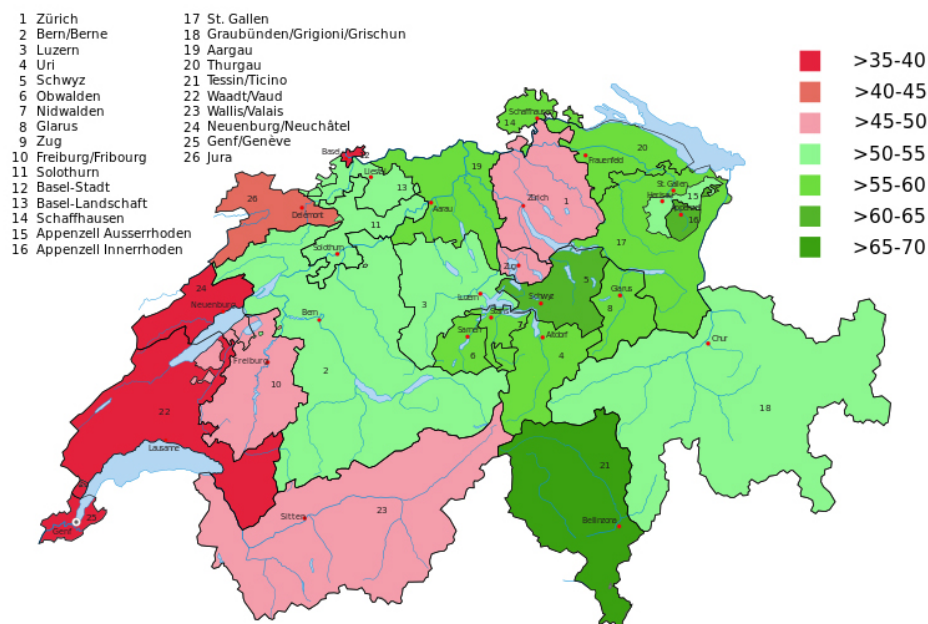 1 Zürich
2 Bern/Berne
3 Luzern
4 Uri
5 Schwyz
6 Obwalden
7 Nidwalden
8 Glarus
9 Zug
10 Freiburg/Fribourg
11 Solothurn
12 Basel-Stadt
13 Basel-Landschaft
14 Schaffhausen
15 Appenzell Ausserrhoden
16 Appenzell Innerrhoden
17 St. Gallen
18 Graubünden/Grigioni/Grischun
19 Aargau
20 Thurgau
21 Tessin/Ticino
22 Waadt/Vaud
23 Wallis/Valais
24 Neuenburg/Neuchâtel
25 Genf/Genève
26 Jura
>35-40
>40-45
>45-50
>50-55
>55-60
>60-65
>65-70
Schaffhausen
14
Basel
Liestal
13
19
Frauenfeld
20
St. Gallen
Herisau
15
16
26
Delémont
Aarau
Zürich
1
11
Solothurn
17
Zug
24
Neuenburg
Luzern
Schwyz
5
Glarus
8
3
Bern
Stans
7
Sarnen
6
Altdorf
4
Chur
Freiburg
10
2
22
18
Lausanne
21
23
Sitten
25
Genf
Bellinzona